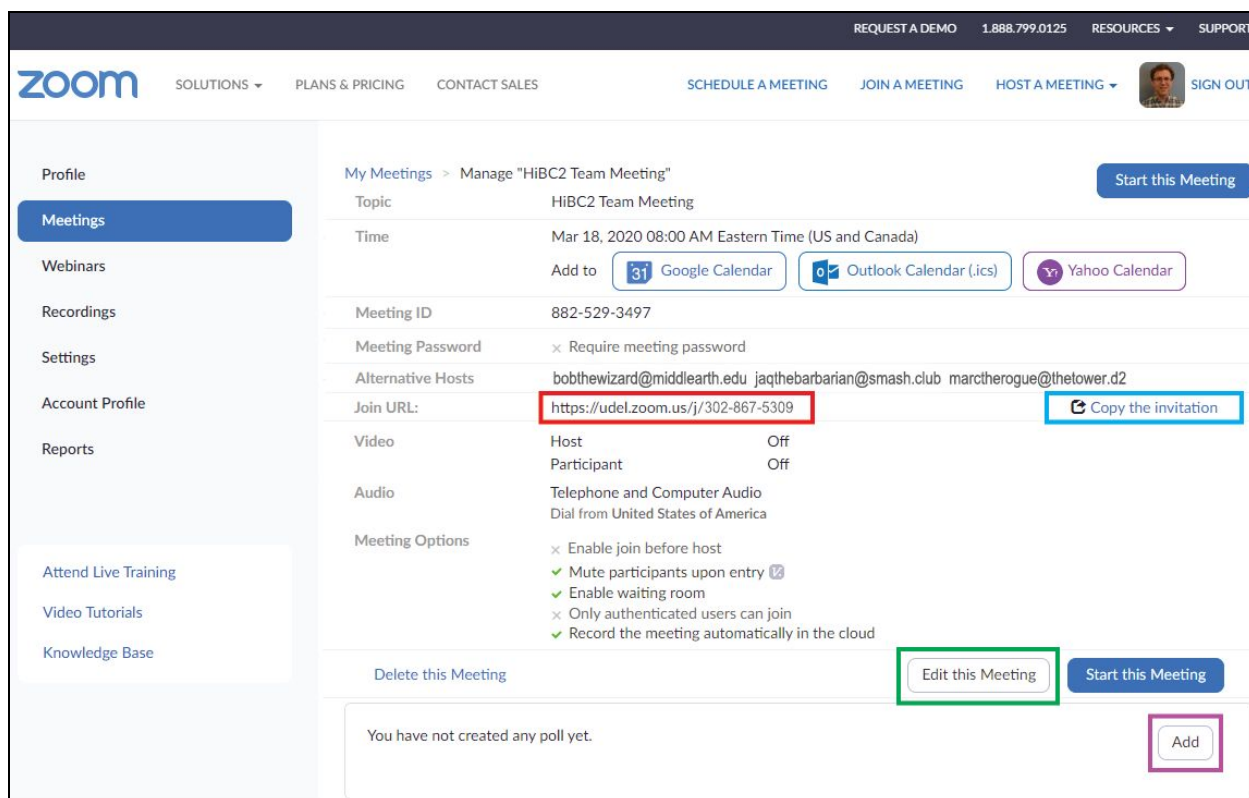 REQUEST A DEMO 1.888.799.0125 RESOURCES SUPPORT
zoom SOLUTIONS PLANS & PRICING CONTACT SALES SCHEDULE A MEETING JOIN A MEETING HOST A MEETING SIGN OUT
Profile
Meetings
Webinars
Recordings
Settings
Account Profile
Reports
Attend Live Training
Video Tutorials
Knowledge Base
My Meetings > Manage "HiBC2 Team Meeting"
Start this Meeting
Topic HiBC2 Team Meeting
Time Mar 18, 2020 08:00 AM Eastern Time (US and Canada)
Add to 31 Google Calendar Outlook Calendar (.ics) Yahoo Calendar
Meeting ID 882-529-3497
Meeting Password × Require meeting password
Alternative Hosts bobthewizard@middlearth.edu jaqthebarbarian@smash.club marctherogue@thetower.d2
Join URL: https://udel.zoom.us/j/302-867-5309 Copy the invitation
Video Host Off
Participant Off
Audio Telephone and Computer Audio
Dial from United States of America
Meeting Options × Enable join before host
✓ Mute participants upon entry
✓ Enable waiting room
× Only authenticated users can join
✓ Record the meeting automatically in the cloud
Delete this Meeting Edit this Meeting Start this Meeting
You have not created any poll yet. Add